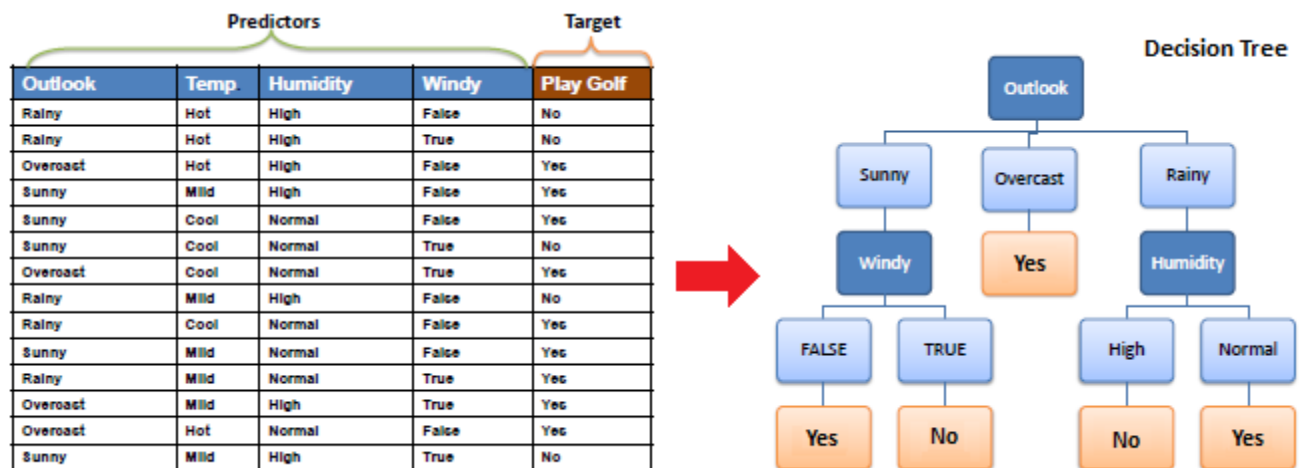 Predictors Target
Outlook Temp. Humidity Windy Play Golf
Rainy Hot High False No
Rainy Hot High True No
Overcast Hot High False Yes
Sunny Mild High False Yes
Sunny Cool Normal False Yes
Sunny Cool Normal True No
Overcast Cool Normal True Yes
Rainy Mild High False No
Rainy Cool Normal False Yes
Sunny Mild Normal False Yes
Rainy Mild Normal True Yes
Overcast Mild High True Yes
Overcast Hot Normal False Yes
Sunny Mild High True No
Decision Tree
Outlook
Sunny Overcast Rainy
Windy Yes Humidity
FALSE TRUE High Normal
Yes No No Yes